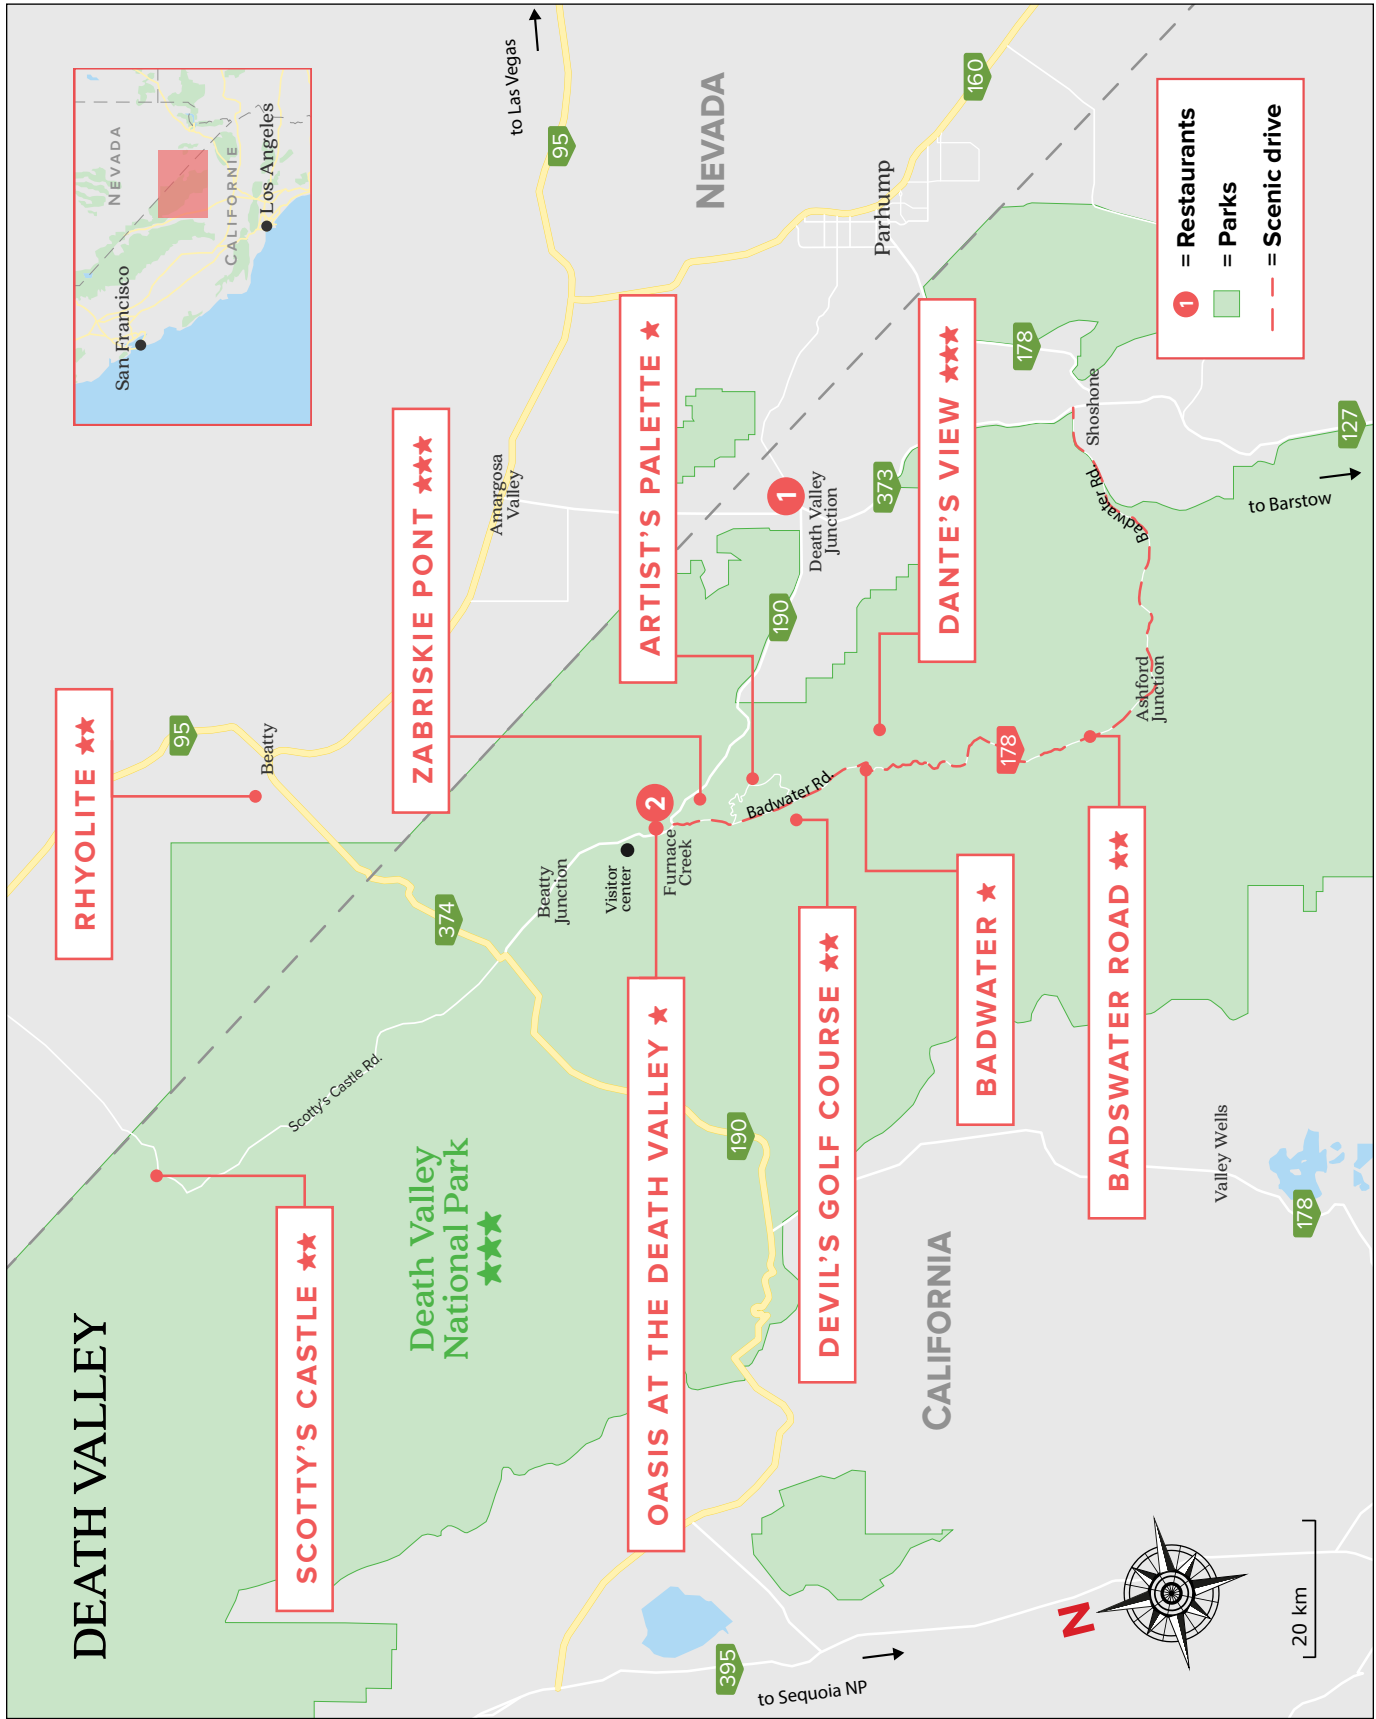 DEATH VALLEY
SCOTTY'S CASTLE ★★
RHYOLITE ★★
ZABRISKIE PONT ★★★
ARTIST'S PALETTE ★
DANTE'S VIEW ★★★
OASIS AT THE DEATH VALLEY ★
DEVIL'S GOLF COURSE ★★
BADWATER ★
BADSWATER ROAD ★★
Death Valley
National Park
★★★
Scotty's Castle Rd.
Beatty
95
374
Beatty
Junction
Visitor
center
Furnace
Creek
2
Badwater Rd.
190
190
Amargosa
Valley
95
to Las Vegas
NEVADA
160
Parhump
1
Death Valley
Junction
373
178
Shoshone
Badwater Rd.
Badwater
Ashford
Junction
178
127
to Barstow
Valley Wells
178
CALIFORNIA
395
to Sequoia NP
N
20 km
San Francisco
NEVADA
CALIFORNIE
Los Angeles
1 = Restaurants
= Parks
= Scenic drive